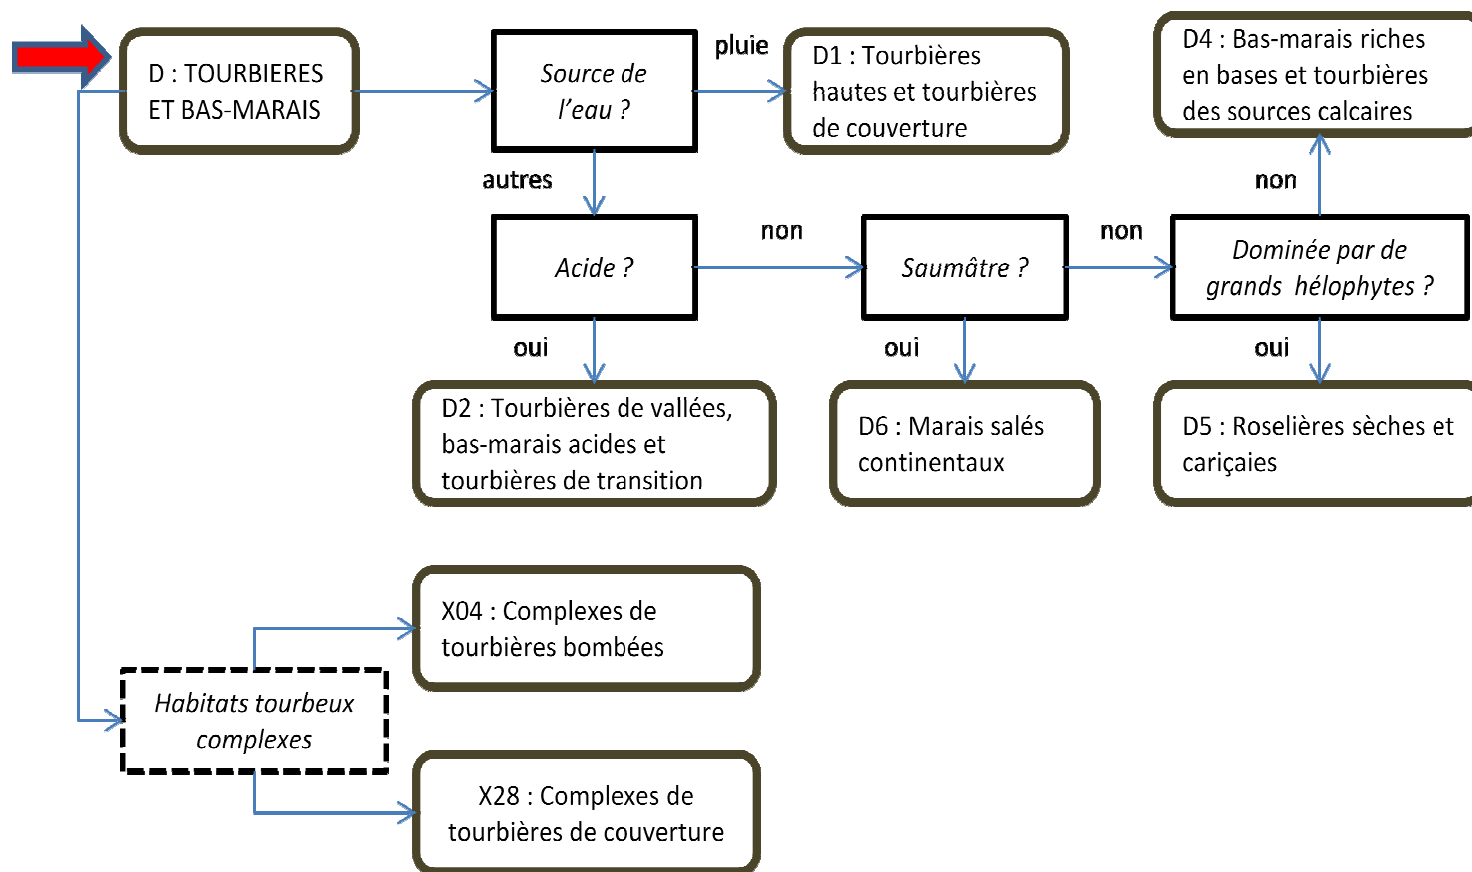 D : TOURBIERES
ET BAS-MARAIS
Source de
l'eau ?
pluie
D1 : Tourbières
hautes et tourbières
de couverture
D4 : Bas-marais riches
en bases et tourbières
des sources calcaires
autres
non
Acide ?
non
Saumâtre ?
non
Dominée par de
grands hélophytes ?
oui
oui
oui
D2 : Tourbières de vallées,
bas-marais acides et
tourbières de transition
D6 : Marais salés
continentaux
D5 : Roselières sèches et
cariçaies
X04 : Complexes de
tourbières bombées
Habitats tourbeux
complexes
X28 : Complexes de
tourbières de couverture